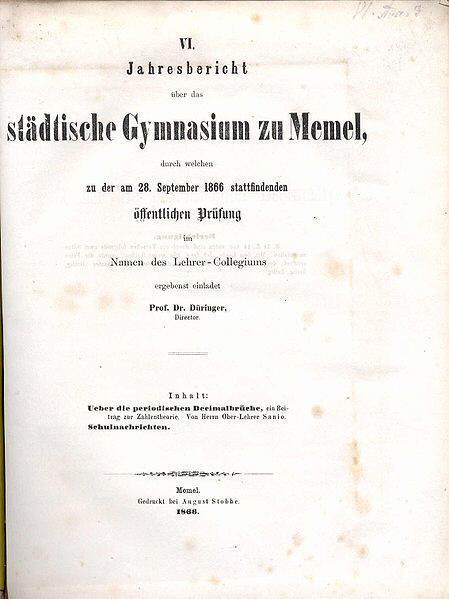 VI.
Jahresbericht
über das
städtische Gymnasium zu Memel,
durch welchen
zu der am 28. September 1866 stattfindenden
öffentlichen Prüfung
im
Namen des Lehrer-Collegiums
ergebenst einladet
Prof. Dr. Düringer,
Director.
Inhalt:
Ueber die periodischen Decimalbrüche, ein Bei-
trag zur Zahlentheorie. Von Herrn Ober-Lehrer Sanio.
Schulnachrichten.
Memel.
Gedruckt bei August Stobbe.
1866.